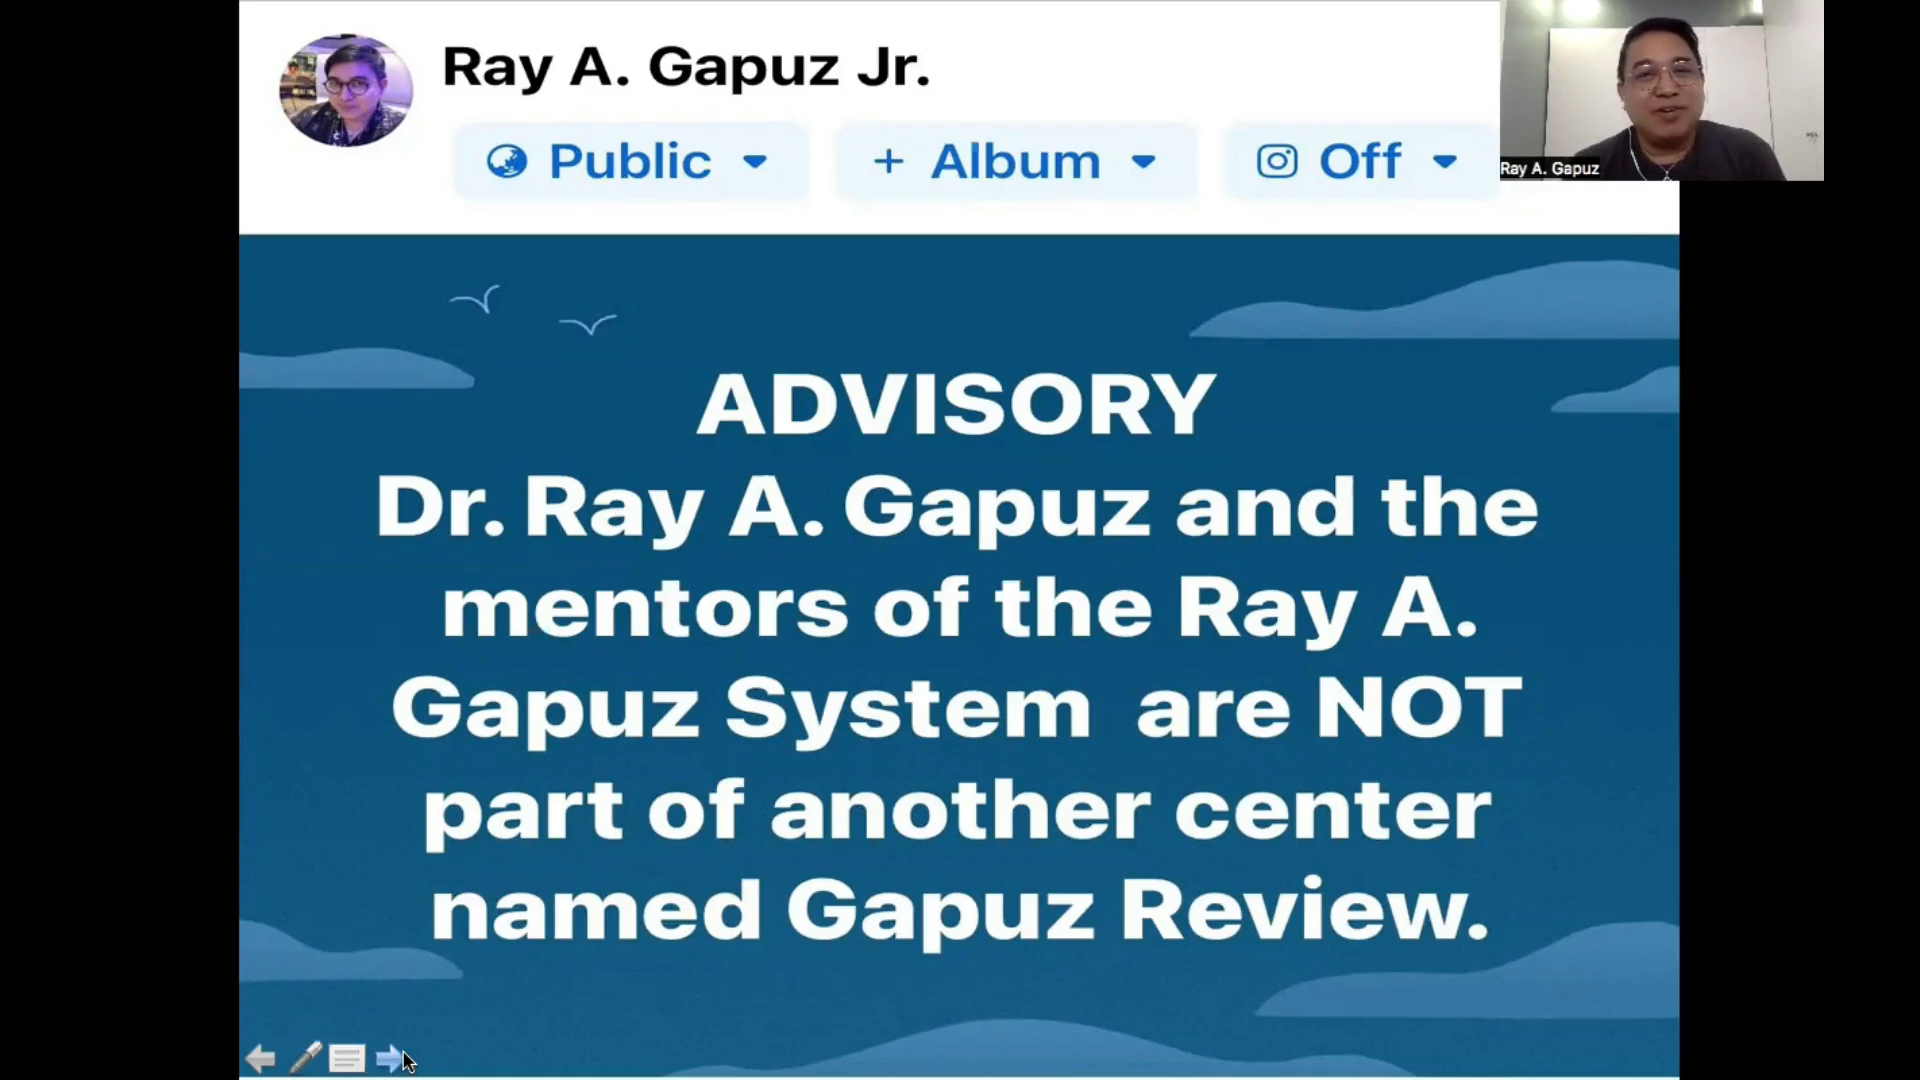 Ray A. Gapuz Jr.
Public
+ Album
Off
Ray A. Gapuz
ADVISORY
Dr. Ray A. Gapuz and the
mentors of the Ray A.
Gapuz System are NOT
part of another center
named Gapuz Review.